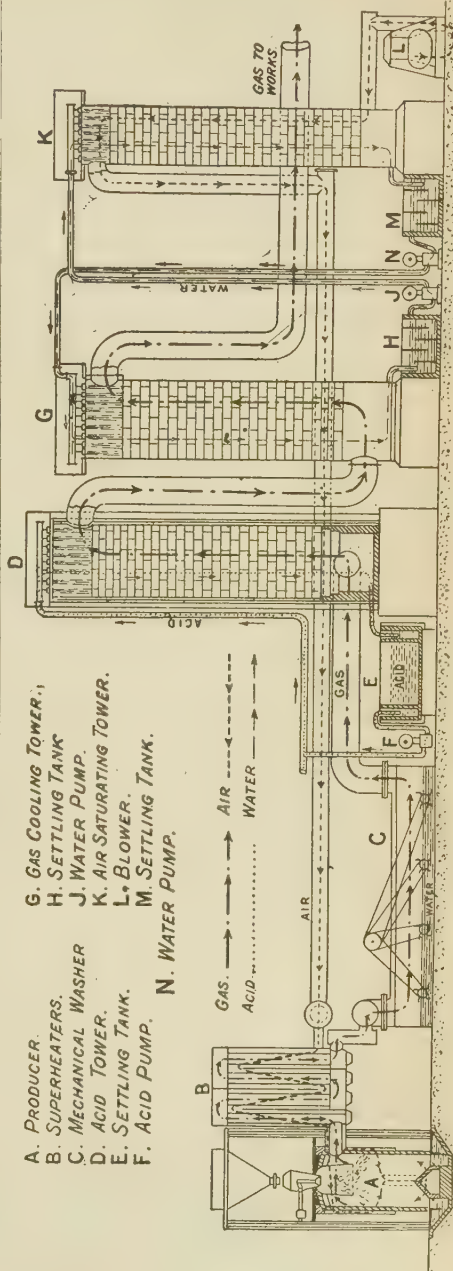 A. PRODUCER.
B. SUPERHEATERS.
C. MECHANICAL WASHER
D. ACID TOWER.
E. SETTLING TANK.
F. ACID PUMP.
G. GAS COOLING TOWER.,
H. SETTLING TANK
J. WATER PUMP.
K. AIR SATURATING TOWER.
L. BLOWER.
M. SETTLING TANK.
N. WATER PUMP.
GAS
AIR
ACID
WATER
A
B
AIR
C
WATER
F
E
ACID
GAS
ACID
D
G
H
J
N
M
WATER
K
GAS TO
WORKS.
L